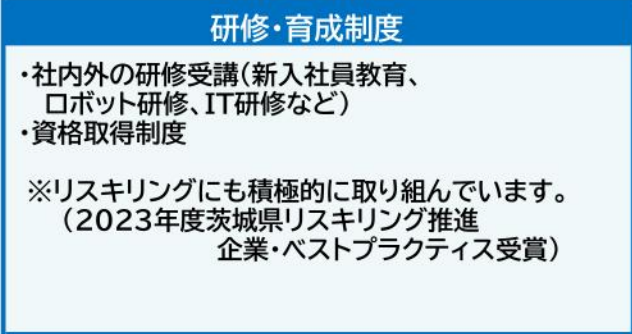 研修・育成制度
・社内外の研修受講(新入社員教育、
ロボット研修、IT研修など)
・資格取得制度
※リスキリングにも積極的に取り組んでいます。
(2023年度茨城県リスキリング推進
企業・ベストプラクティス受賞)